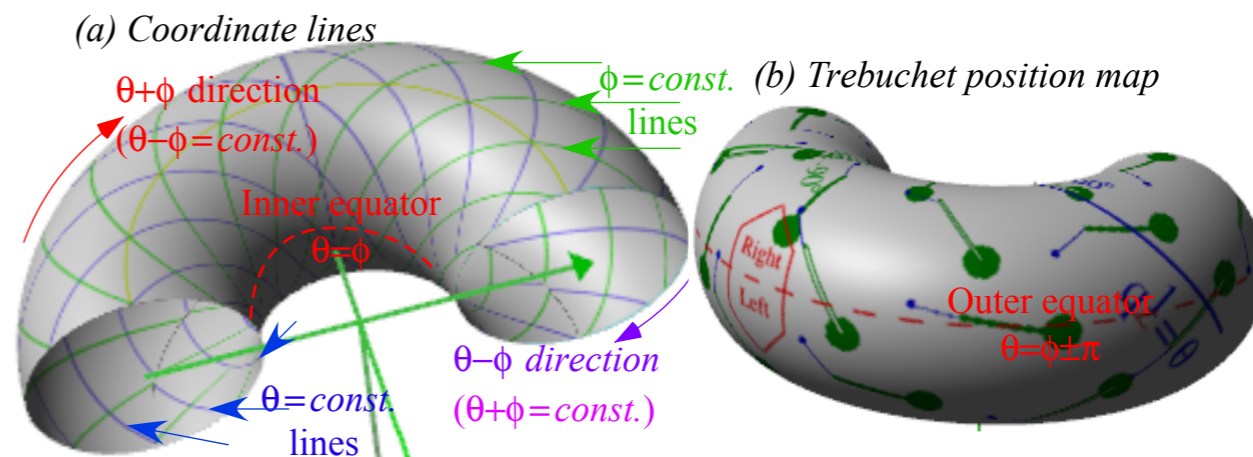 (a) Coordinate lines
θ+ϕ direction
(θ−ϕ=const.)
ϕ=const.
lines
Inner equator
θ=ϕ
θ−ϕ direction
(θ+ϕ=const.)
θ=const.
lines
(b) Trebuchet position map
Right
Left
Outer equator
θ=ϕ±π